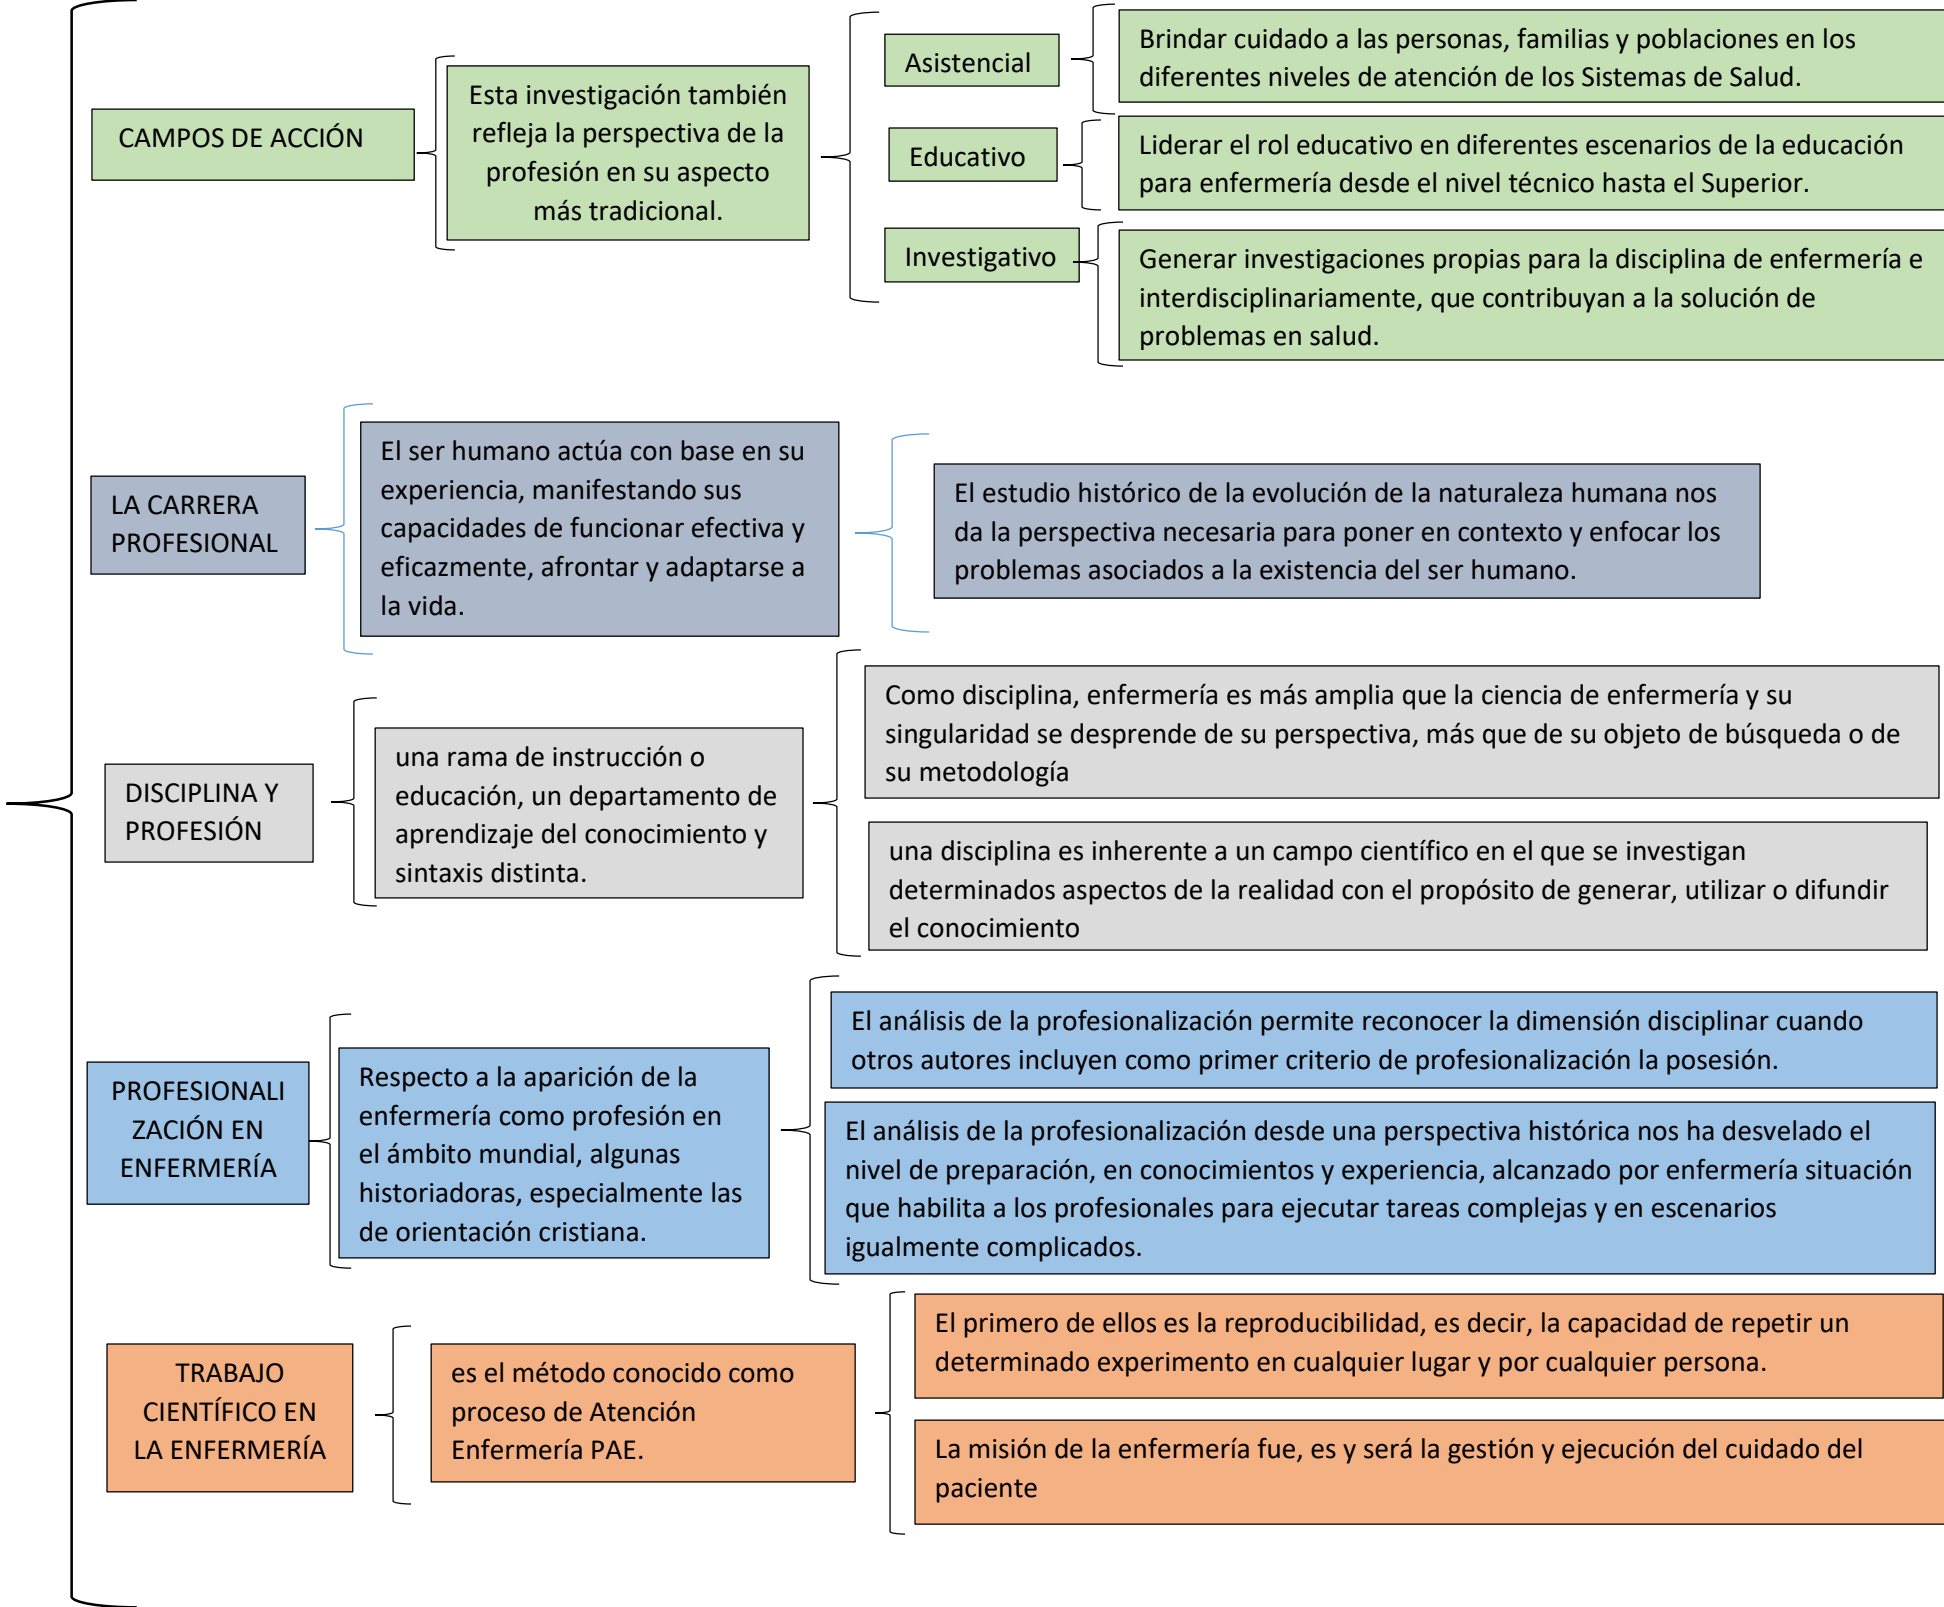 CAMPOS DE ACCIÓN
Esta investigación también
refleja la perspectiva de la
profesión en su aspecto
más tradicional.
Asistencial
Brindar cuidado a las personas, familias y poblaciones en los
diferentes niveles de atención de los Sistemas de Salud.
Educativo
Liderar el rol educativo en diferentes escenarios de la educación
para enfermería desde el nivel técnico hasta el Superior.
Investigativo
Generar investigaciones propias para la disciplina de enfermería e
interdisciplinariamente, que contribuyan a la solución de
problemas en salud.
LA CARRERA
PROFESIONAL
El ser humano actúa con base en su
experiencia, manifestando sus
capacidades de funcionar efectiva y
eficazmente, afrontar y adaptarse a
la vida.
El estudio histórico de la evolución de la naturaleza humana nos
da la perspectiva necesaria para poner en contexto y enfocar los
problemas asociados a la existencia del ser humano.
DISCIPLINA Y
PROFESIÓN
una rama de instrucción o
educación, un departamento de
aprendizaje del conocimiento y
sintaxis distinta.
Como disciplina, enfermería es más amplia que la ciencia de enfermería y su
singularidad se desprende de su perspectiva, más que de su objeto de búsqueda o de
su metodología
una disciplina es inherente a un campo científico en el que se investigan
determinados aspectos de la realidad con el propósito de generar, utilizar o difundir
el conocimiento
PROFESIONALI
ZACIÓN EN
ENFERMERÍA
Respecto a la aparición de la
enfermería como profesión en
el ámbito mundial, algunas
historiadoras, especialmente las
de orientación cristiana.
El análisis de la profesionalización permite reconocer la dimensión disciplinar cuando
otros autores incluyen como primer criterio de profesionalización la posesión.
El análisis de la profesionalización desde una perspectiva histórica nos ha desvelado el
nivel de preparación, en conocimientos y experiencia, alcanzado por enfermería situación
que habilita a los profesionales para ejecutar tareas complejas y en escenarios
igualmente complicados.
TRABAJO
CIENTÍFICO EN
LA ENFERMERÍA
es el método conocido como
proceso de Atención
Enfermería PAE.
El primero de ellos es la reproducibilidad, es decir, la capacidad de repetir un
determinado experimento en cualquier lugar y por cualquier persona.
La misión de la enfermería fue, es y será la gestión y ejecución del cuidado del
paciente